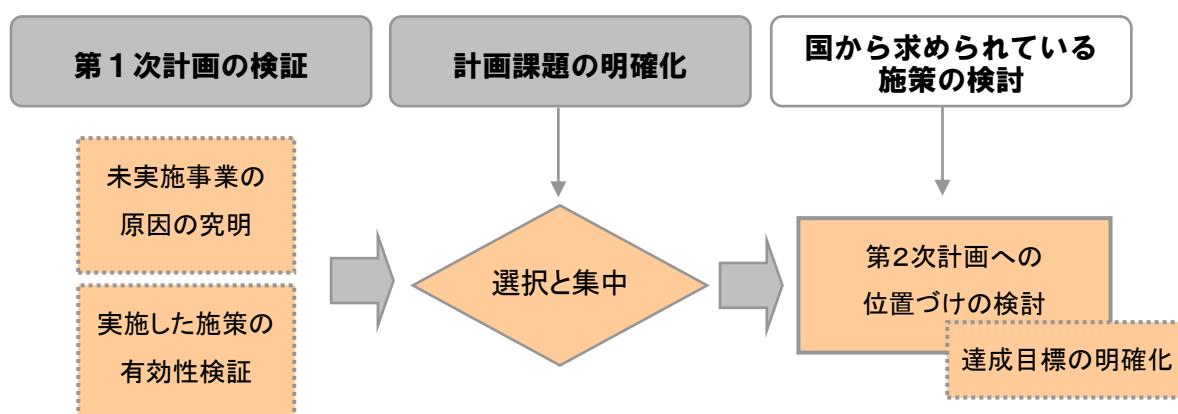 第１次計画の検証
計画課題の明確化
国から求められている
施策の検討
未実施事業の
原因の究明
実施した施策の
有効性検証
選択と集中
第２次計画への
位置づけの検討
達成目標の明確化